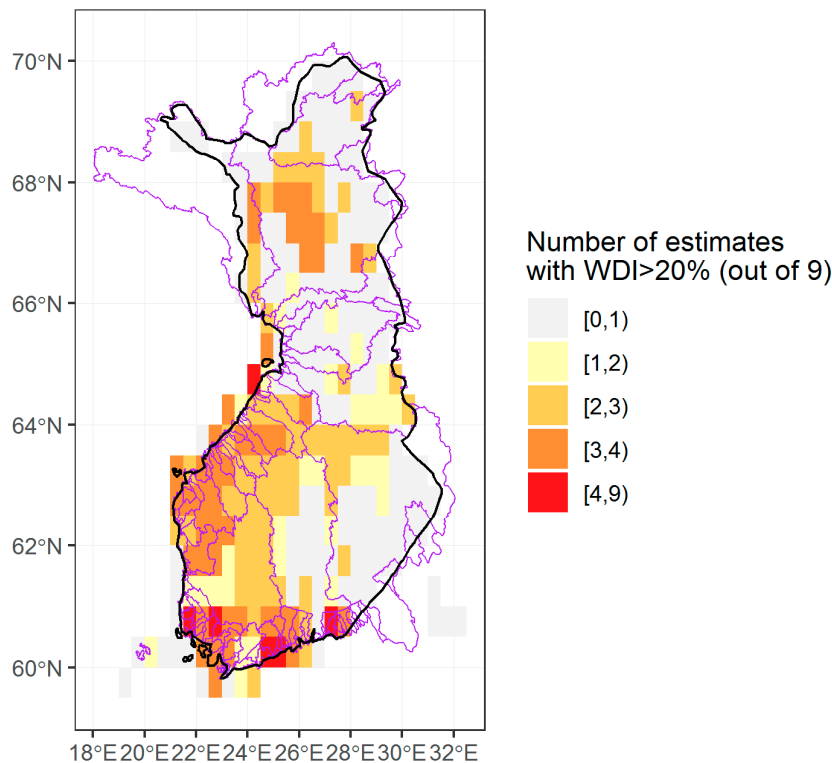 70°N
68°N
66°N
64°N
62°N
60°N
18°E 20°E 22°E 24°E 26°E 28°E 30°E 32°E
Number of estimates
with WDI>20% (out of 9)
[0,1)
[1,2)
[2,3)
[3,4)
[4,9)